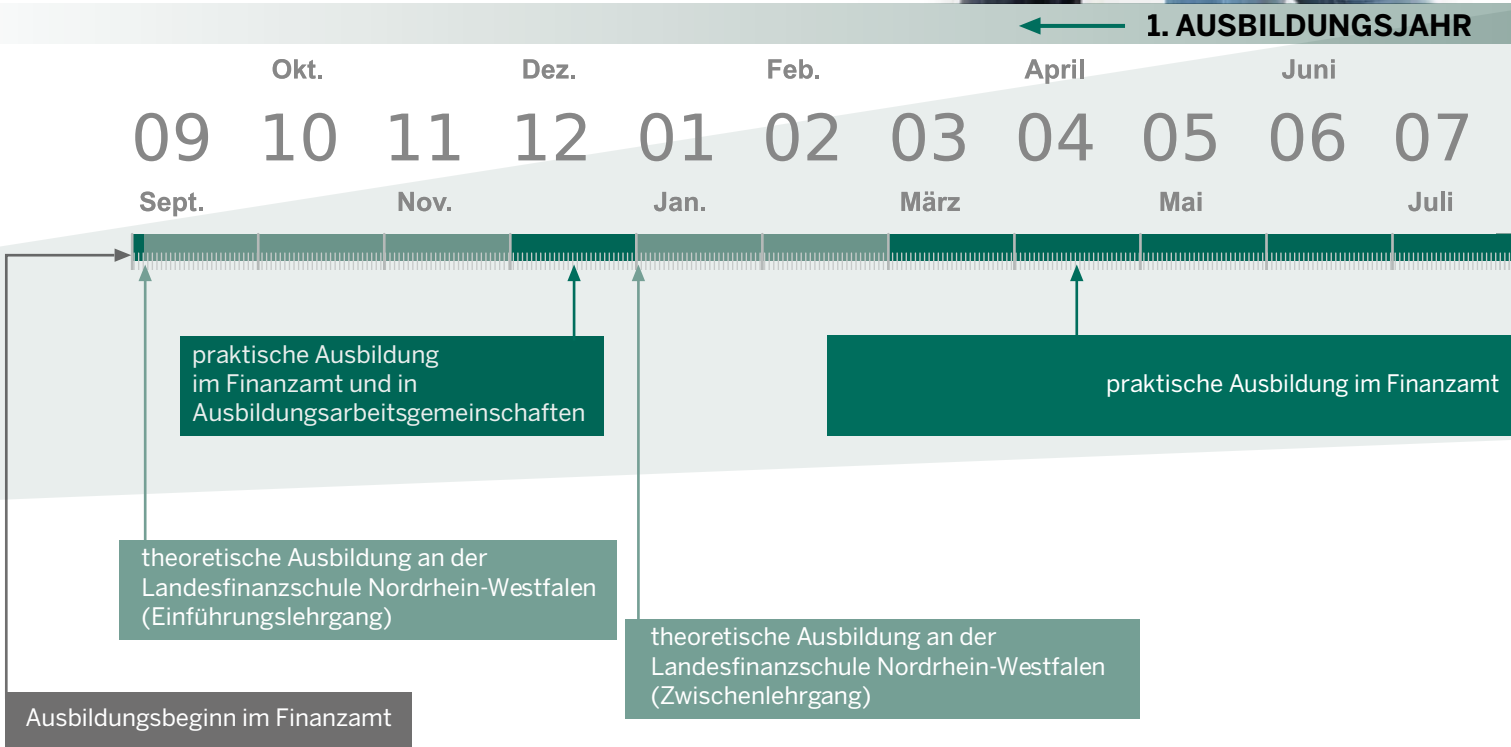 1. AUSBILDUNGSJAHR
Okt. Dez. Feb. April Juni
09 10 11 12 01 02 03 04 05 06 07
Sept. Nov. Jan. März Mai Juli
praktische Ausbildung
im Finanzamt und in
Ausbildungsarbeitsgemeinschaften
praktische Ausbildung im Finanzamt
theoretische Ausbildung an der
Landesfinanzschule Nordrhein-Westfalen
(Einführungslehrgang)
theoretische Ausbildung an der
Landesfinanzschule Nordrhein-Westfalen
(Zwischenlehrgang)
Ausbildungsbeginn im Finanzamt